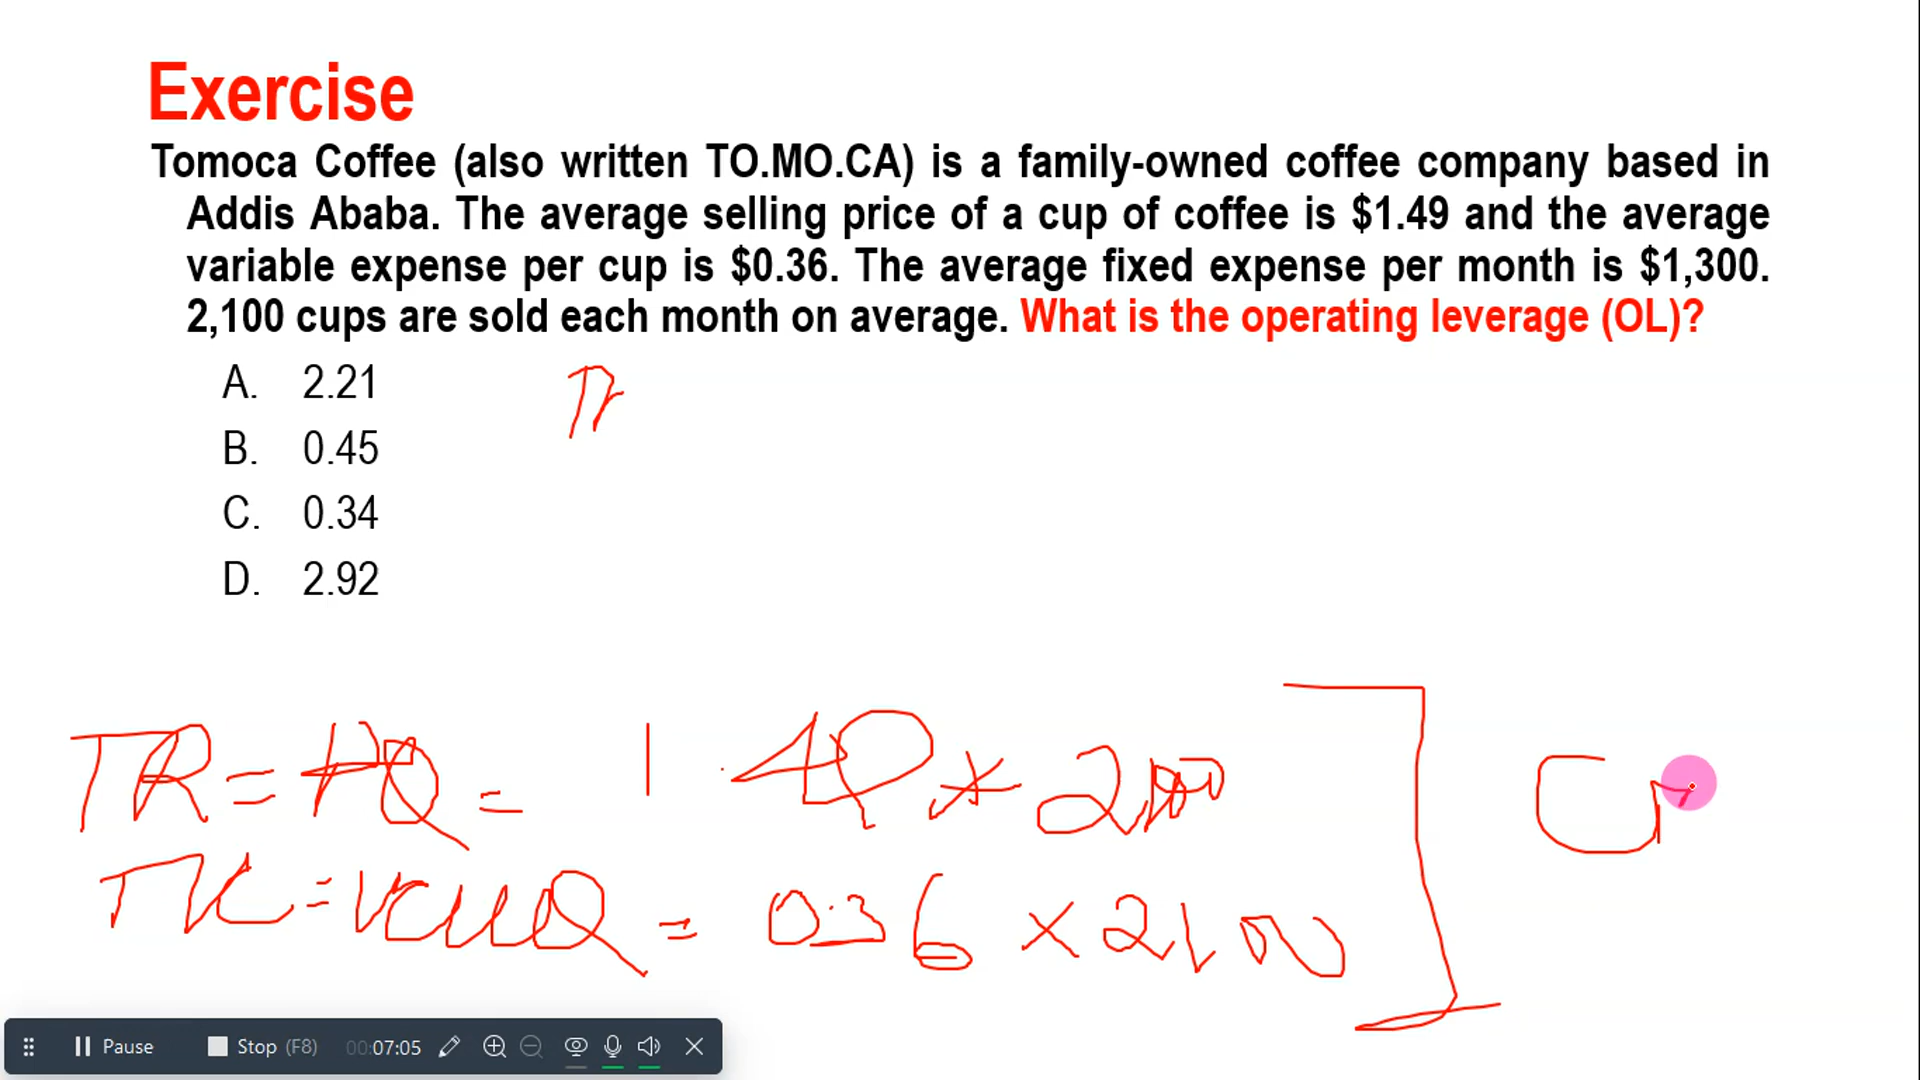 Exercise
Tomoca Coffee (also written TO.MO.CA) is a family-owned coffee company based in
Addis Ababa. The average selling price of a cup of coffee is $1.49 and the average
variable expense per cup is $0.36. The average fixed expense per month is $1,300.
2,100 cups are sold each month on average. What is the operating leverage (OL)?
A. 2.21
B. 0.45
C. 0.34
D. 2.92
TR = PQ = 1.49 * 2100
= 0.36 × 2100
Pause Stop (F8) 00:07:05